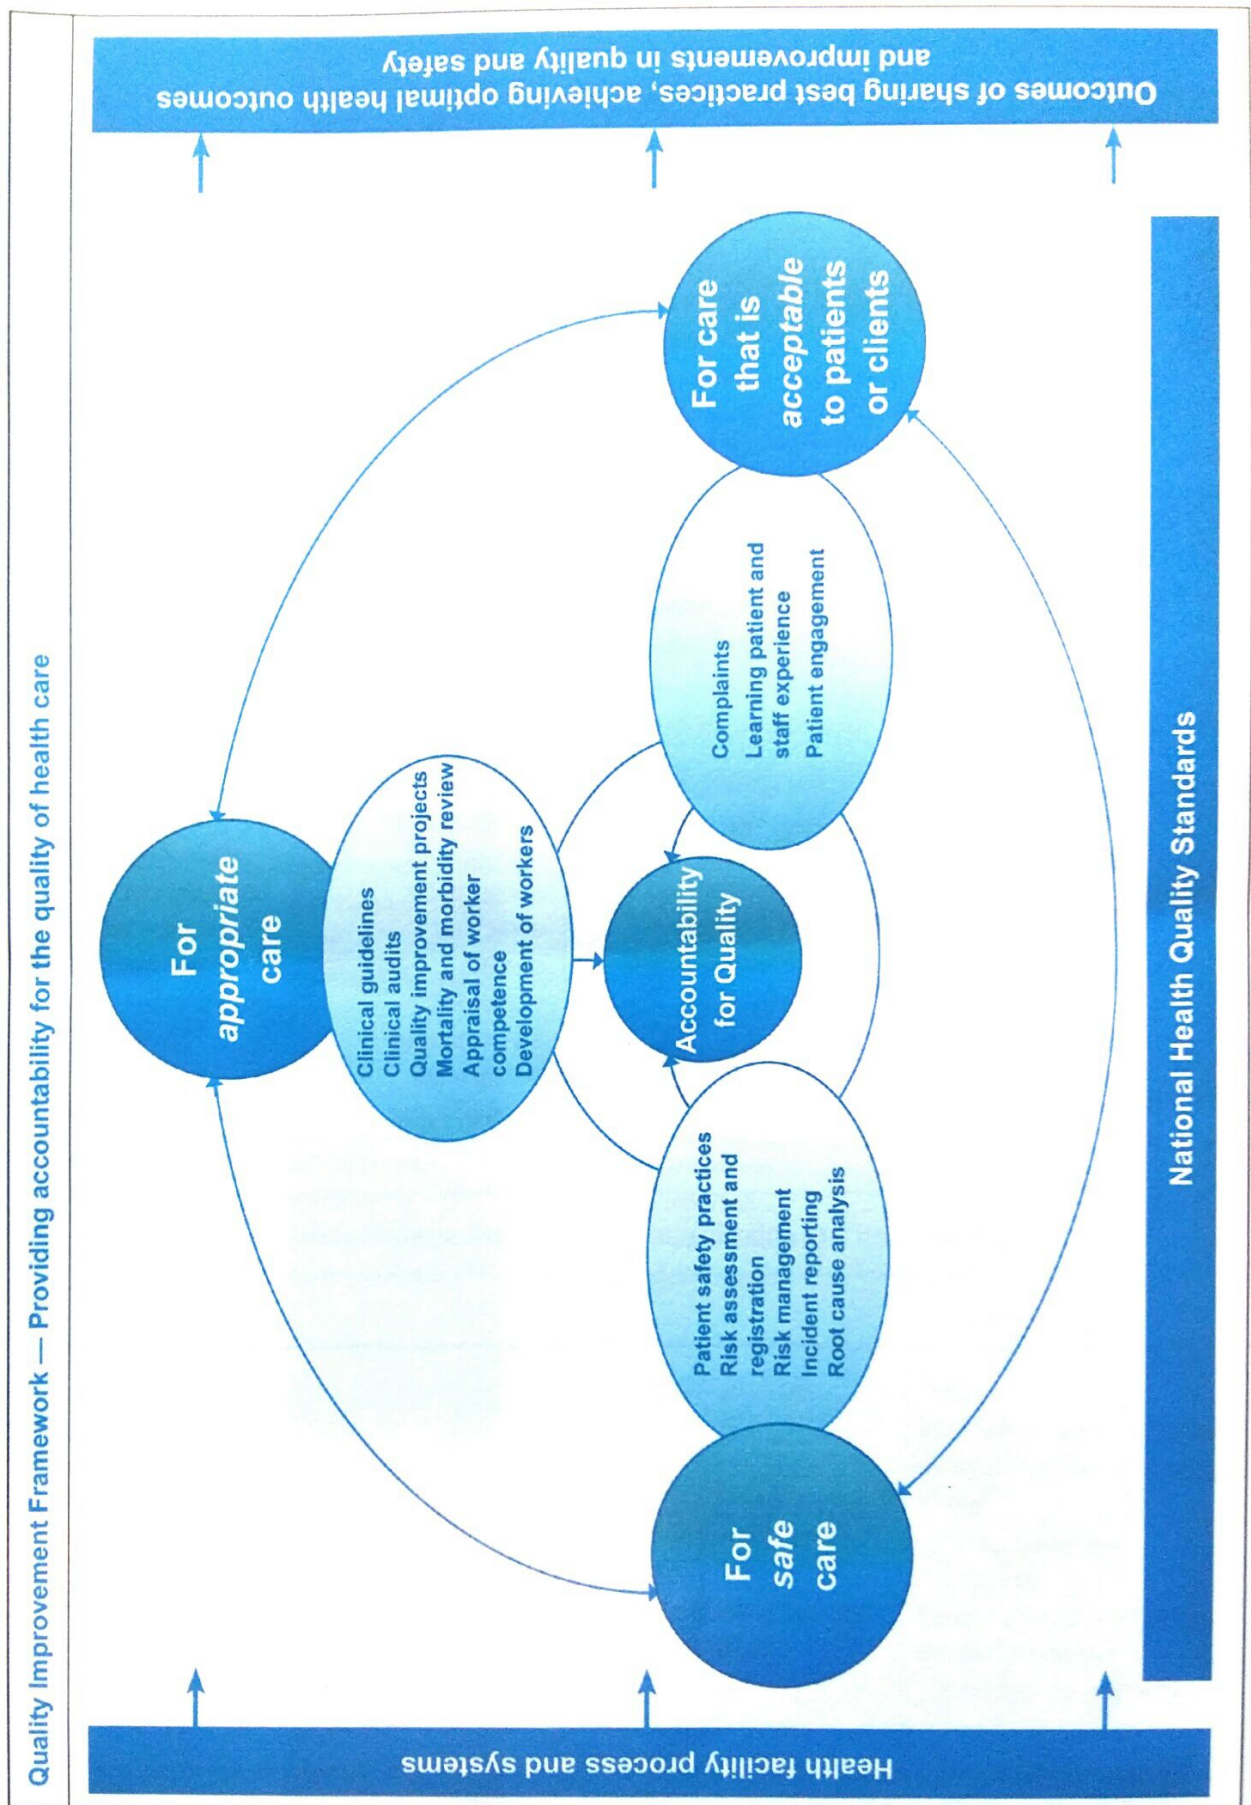 Quality Improvement Framework — Providing accountability for the quality of health care
Health facility process and systems
For
appropriate
care
Clinical guidelines
Clinical audits
Quality improvement projects
Mortality and morbidity review
Appraisal of worker
competence
Development of workers
Accountability
for Quality
For
safe
care
Patient safety practices
Risk assessment and
registration
Risk management
Incident reporting
Root cause analysis
Complaints
Learning patient and
staff experience
Patient engagement
For care
that is
acceptable
to patients
or clients
National Health Quality Standards
Outcomes of sharing best practices, achieving optimal health outcomes
and improvements in quality and safety